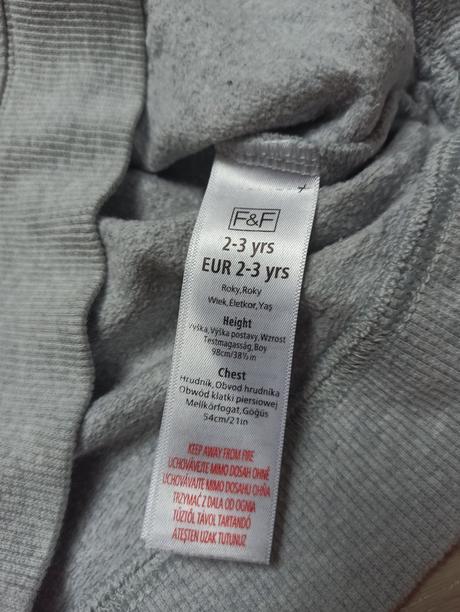 F&F
2-3 yrs
EUR 2-3 yrs
Roky,Roky
Wiek,Életkor,Yaş
Height
Výška,Výška postavy,Wzrost
Testmagasság,Boy
98cm/38½in
Chest
Hrudník,Obvod hrudníka
Obwód klatki piersiowej
Mellkörfogat,Göğüs
54cm/21in
KEEP AWAY FROM FIRE
UCHOVÁVEJTE MIMO DOSAH OHNĚ
UCHOVÁVAJTE MIMO DOSAHU OHŇA
TRZYMAĆ Z DALA OD OGNIA
TŰZTŐL TÁVOL TARTANDÓ
ATEŞTEN UZAK TUTUNUZ